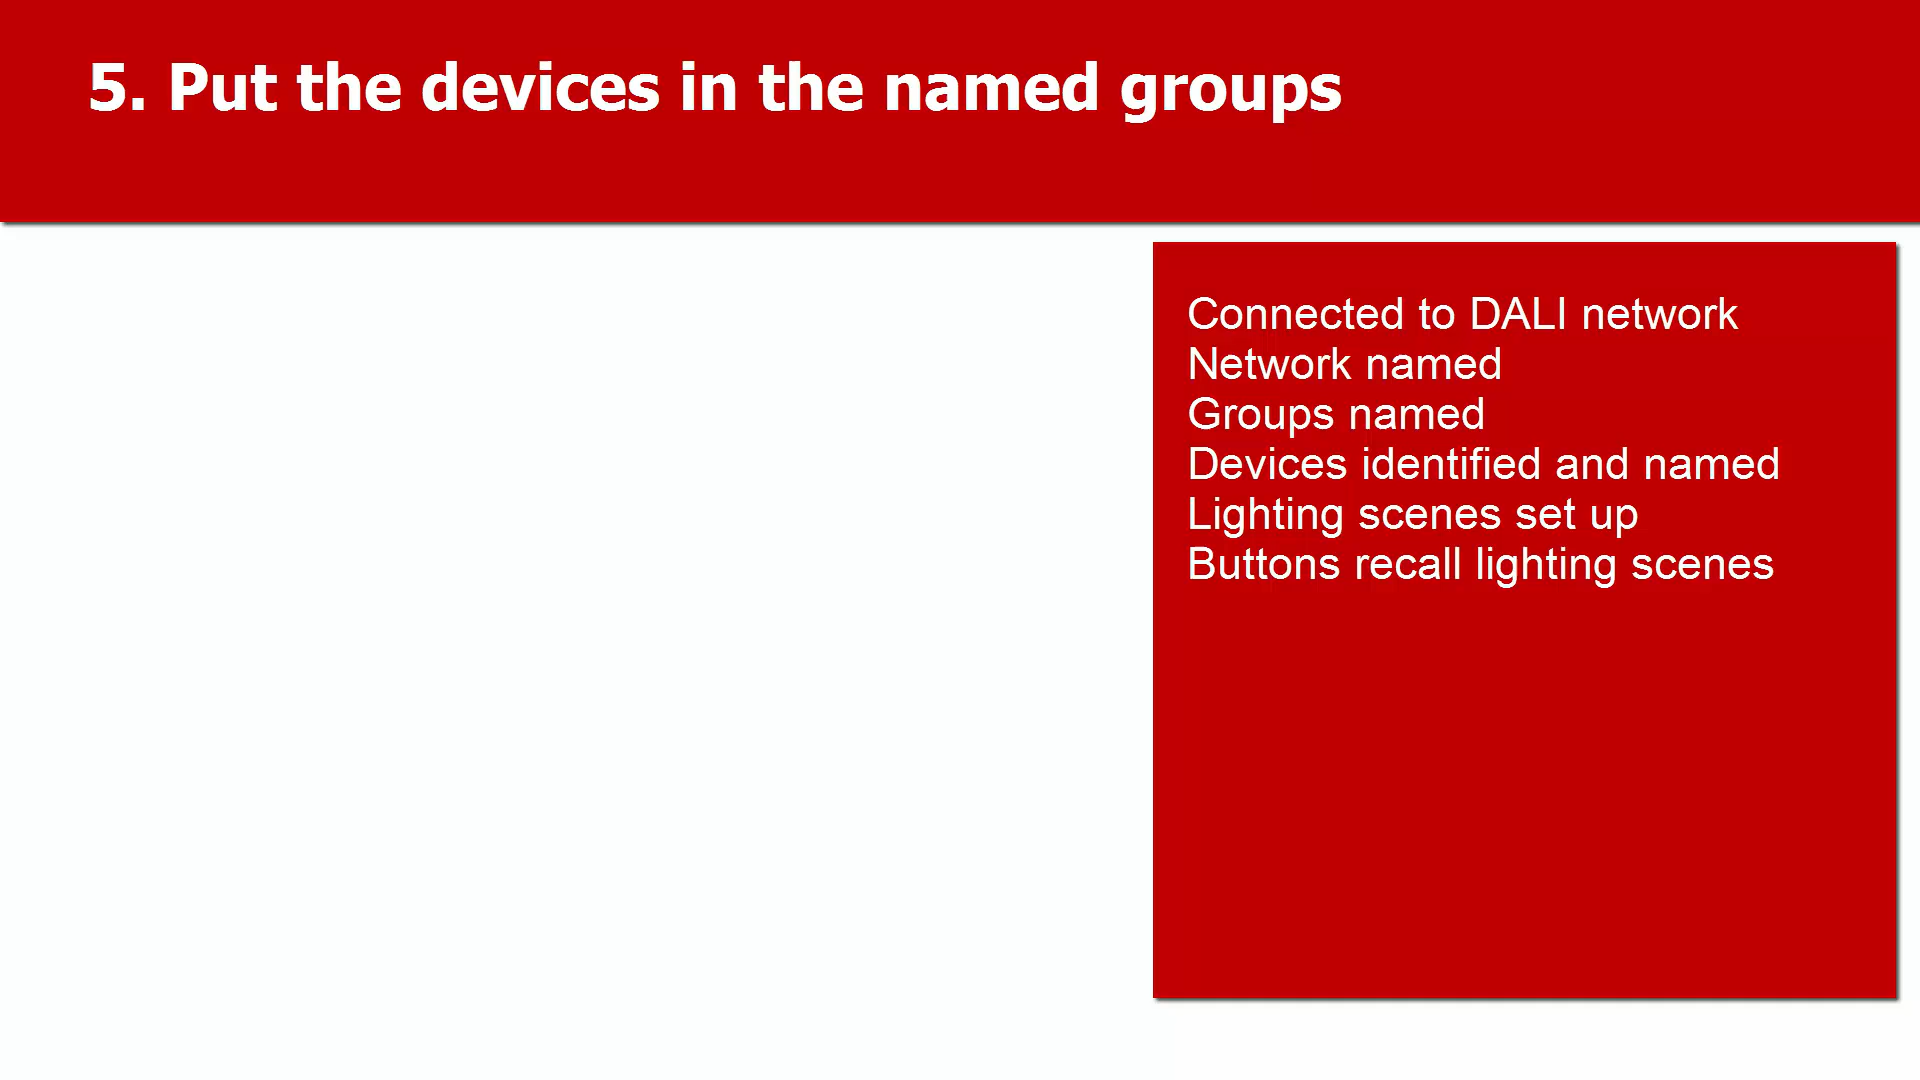 5. Put the devices in the named groups
Connected to DALI network
Network named
Groups named
Devices identified and named
Lighting scenes set up
Buttons recall lighting scenes